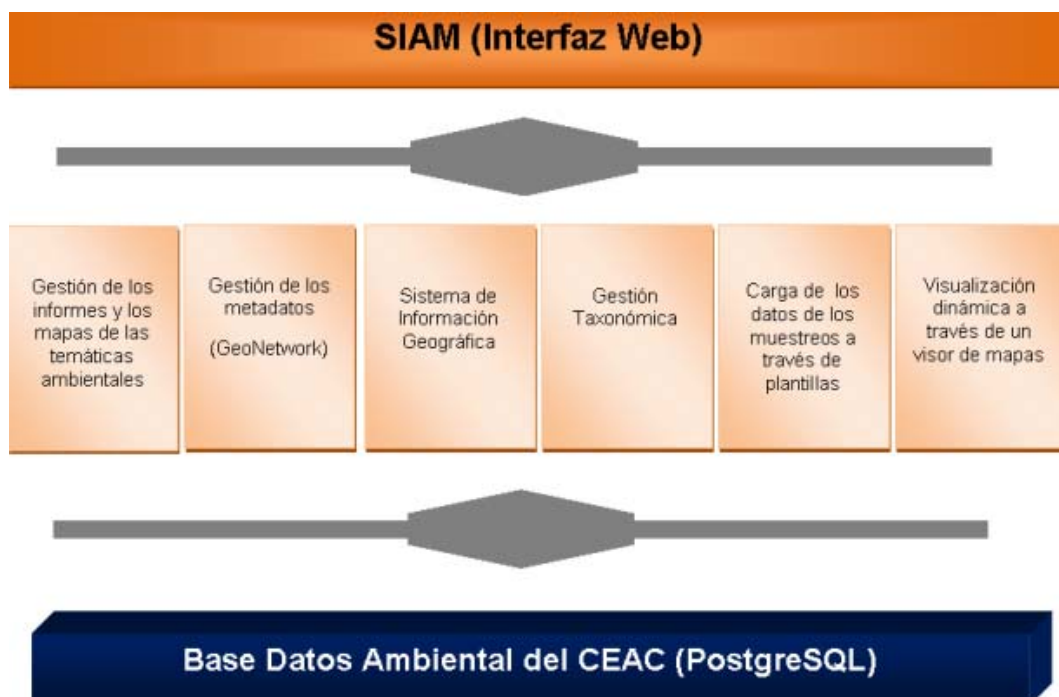 SIAM (Interfaz Web)
Gestión de los
informes y los
mapas de las
temáticas
ambientales
Gestión de los
metadatos
(GeoNetwork)
Sistema de
Información
Geográfica
Gestión
Taxonómica
Carga de los
datos de los
muestreos a
través de
plantillas
Visualización
dinámica a
través de un
visor de mapas
Base Datos Ambiental del CEAC (PostgreSQL)